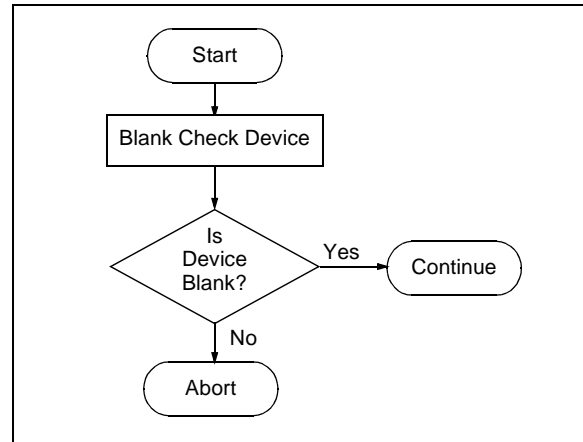 Start
Blank Check Device
Is
Device
Blank?
Yes
Continue
No
Abort